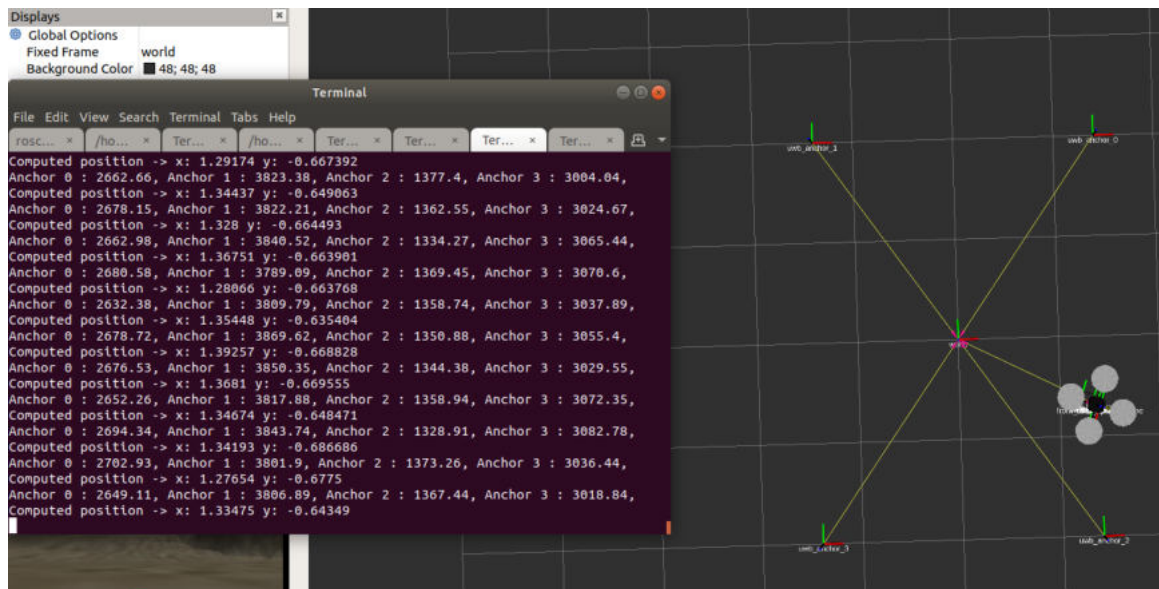 Displays
Global Options
Fixed Frame world
Background Color 48; 48; 48
Terminal
File Edit View Search Terminal Tabs Help
rosc... × /ho... × Ter... × /ho... × Ter... × Ter... × Ter... × Ter... ×
Computed position -> x: 1.29174 y: -0.667392
Anchor 0 : 2662.66, Anchor 1 : 3823.38, Anchor 2 : 1377.4, Anchor 3 : 3004.04,
Computed position -> x: 1.34437 y: -0.649063
Anchor 0 : 2678.15, Anchor 1 : 3822.21, Anchor 2 : 1362.55, Anchor 3 : 3024.67,
Computed position -> x: 1.328 y: -0.664493
Anchor 0 : 2662.98, Anchor 1 : 3840.52, Anchor 2 : 1334.27, Anchor 3 : 3065.44,
Computed position -> x: 1.36751 y: -0.663901
Anchor 0 : 2680.58, Anchor 1 : 3789.09, Anchor 2 : 1369.45, Anchor 3 : 3070.6,
Computed position -> x: 1.28066 y: -0.663768
Anchor 0 : 2632.38, Anchor 1 : 3809.79, Anchor 2 : 1358.74, Anchor 3 : 3037.89,
Computed position -> x: 1.35448 y: -0.635404
Anchor 0 : 2678.72, Anchor 1 : 3869.62, Anchor 2 : 1350.88, Anchor 3 : 3055.4,
Computed position -> x: 1.39257 y: -0.668828
Anchor 0 : 2676.53, Anchor 1 : 3850.35, Anchor 2 : 1344.38, Anchor 3 : 3029.55,
Computed position -> x: 1.3681 y: -0.669555
Anchor 0 : 2652.26, Anchor 1 : 3817.88, Anchor 2 : 1358.94, Anchor 3 : 3072.35,
Computed position -> x: 1.34674 y: -0.648471
Anchor 0 : 2694.34, Anchor 1 : 3843.74, Anchor 2 : 1328.91, Anchor 3 : 3082.78,
Computed position -> x: 1.34193 y: -0.686686
Anchor 0 : 2702.93, Anchor 1 : 3801.9, Anchor 2 : 1373.26, Anchor 3 : 3036.44,
Computed position -> x: 1.27654 y: -0.6775
Anchor 0 : 2649.11, Anchor 1 : 3806.89, Anchor 2 : 1367.44, Anchor 3 : 3018.84,
Computed position -> x: 1.33475 y: -0.64349
uwb_anchor_1
uwb_anchor_0
uwb_anchor_3
uwb_anchor_2